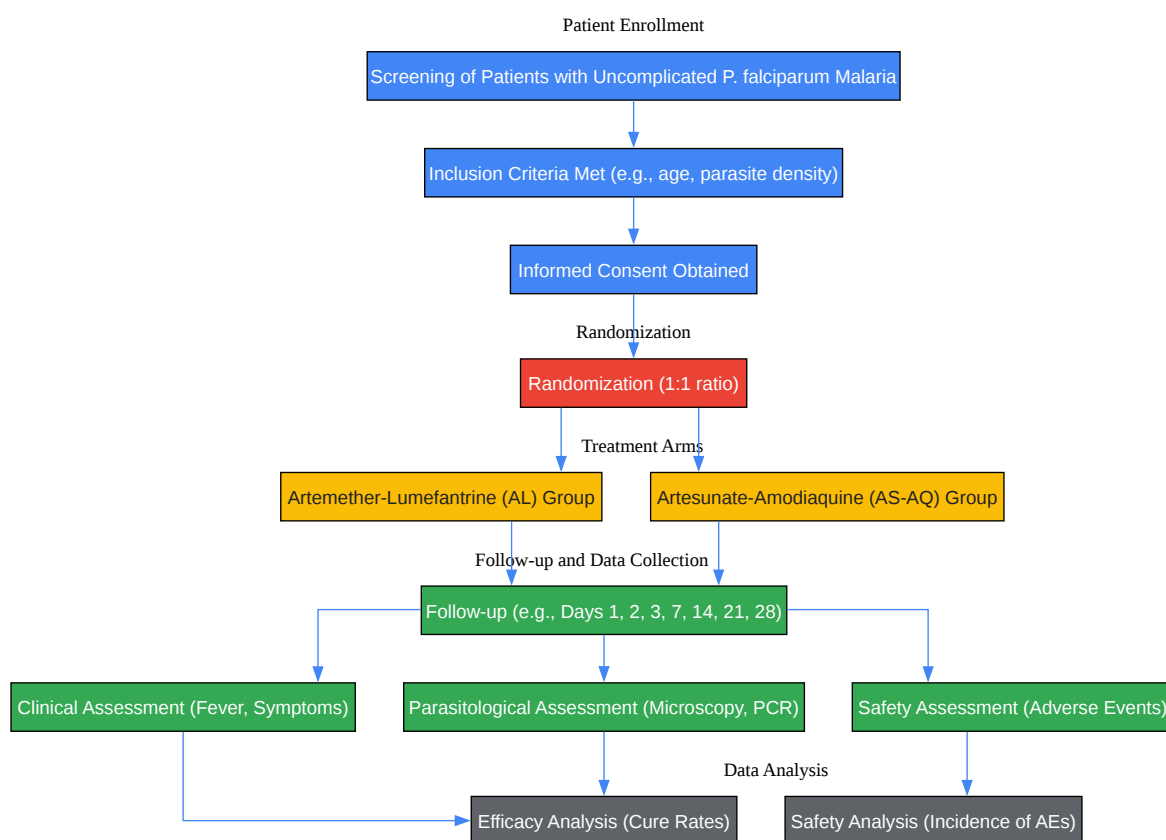 Patient Enrollment
Screening of Patients with Uncomplicated P. falciparum Malaria
Inclusion Criteria Met (e.g., age, parasite density)
Informed Consent Obtained
Randomization
Randomization (1:1 ratio)
Treatment Arms
Artemether-Lumefantrine (AL) Group
Artesunate-Amodiaquine (AS-AQ) Group
Follow-up and Data Collection
Follow-up (e.g., Days 1, 2, 3, 7, 14, 21, 28)
Clinical Assessment (Fever, Symptoms)
Parasitological Assessment (Microscopy, PCR)
Safety Assessment (Adverse Events)
Data Analysis
Efficacy Analysis (Cure Rates)
Safety Analysis (Incidence of AEs)